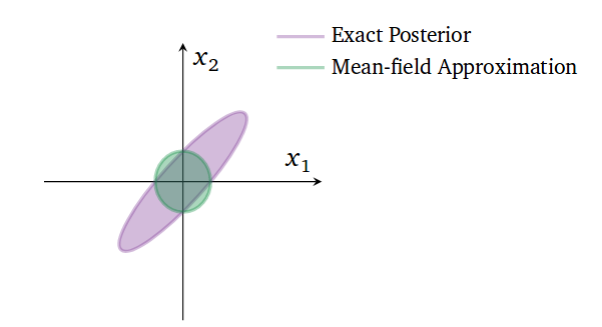 Exact Posterior
Mean-field Approximation
x₂
x₁